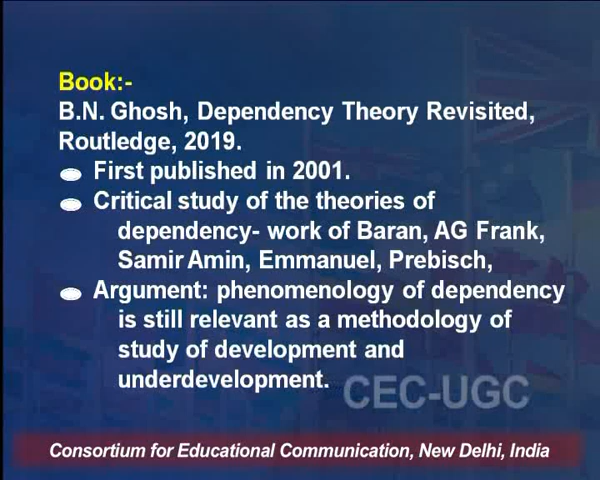 Book:-
B.N. Ghosh, Dependency Theory Revisited,
Routledge, 2019.
First published in 2001.
Critical study of the theories of
dependency- work of Baran, AG Frank,
Samir Amin, Emmanuel, Prebisch,
Argument: phenomenology of dependency
is still relevant as a methodology of
study of development and
underdevelopment.
CEC-UGC
Consortium for Educational Communication, New Delhi, India